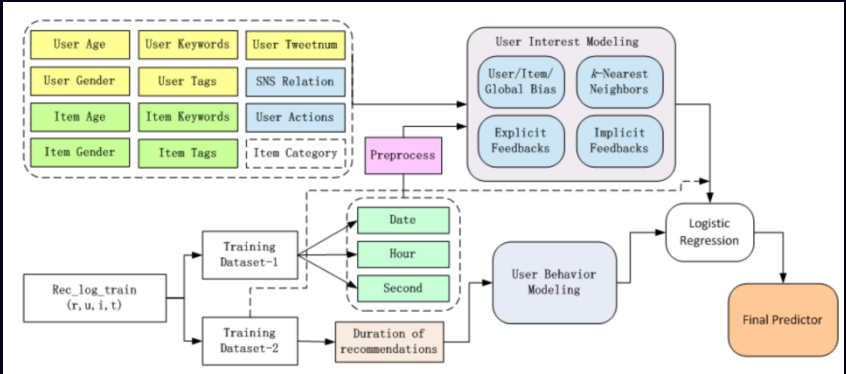 User Age
User Keywords
User Tweetnum
User Gender
User Tags
SNS Relation
Item Age
Item Keywords
User Actions
Item Gender
Item Tags
Item Category
User Interest Modeling
User/Item/
Global Bias
k-Nearest
Neighbors
Explicit
Feedbacks
Implicit
Feedbacks
Preprocess
Date
Hour
Second
Training
Dataset-1
Rec_log_train
(r,u,i,t)
Training
Dataset-2
Duration of
recommendations
User Behavior
Modeling
Logistic
Regression
Final Predictor